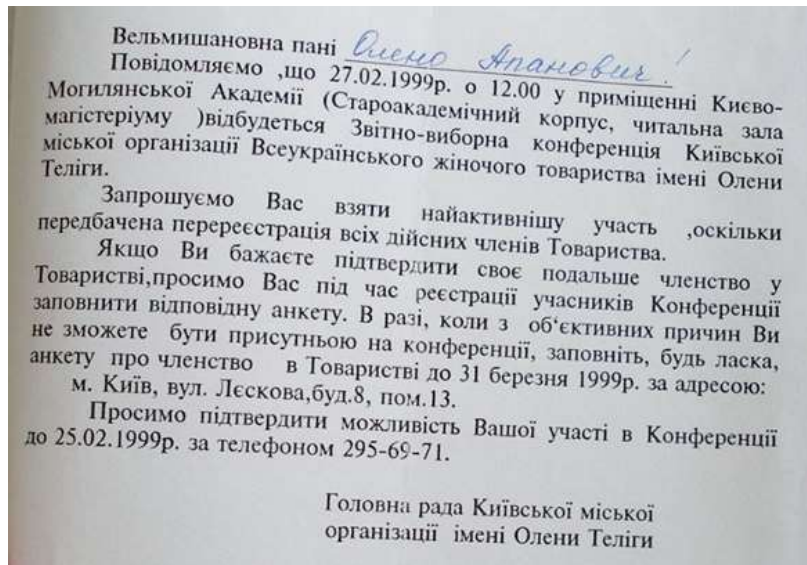 Вельмишановна пані Олено Апанович!
Повідомляємо ,що 27.02.1999р. о 12.00 у приміщенні Києво-
Могилянської Академії (Староакадемічний корпус, читальна зала
магістеріуму )відбудеться Звітно-виборна конференція Київської
міської організації Всеукраїнського жіночого товариства імені Олени
Теліги.
Запрошуємо Вас взяти найактивнішу участь ,оскільки
передбачена перереєстрація всіх дійсних членів Товариства.
Якщо Ви бажаєте підтвердити своє подальше членство у
Товаристві,просимо Вас під час реєстрації учасників Конференції
заповнити відповідну анкету. В разі, коли з об‘єктивних причин Ви
не зможете бути присутньою на конференції, заповніть, будь ласка,
анкету про членство в Товаристві до 31 березня 1999р. за адресою:
м. Київ, вул. Лєскова,буд.8, пом.13.
Просимо підтвердити можливість Вашої участі в Конференції
до 25.02.1999р. за телефоном 295-69-71.
Головна рада Київської міської
організації імені Олени Теліги